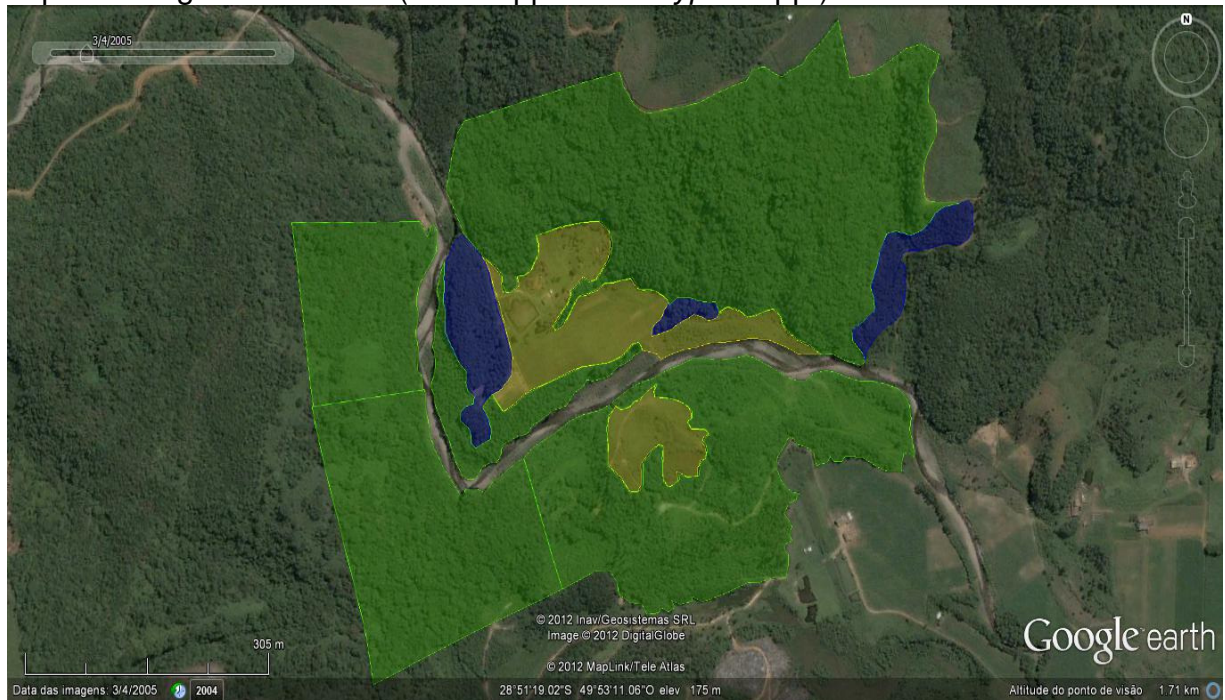 3/4/2005
N
© 2012 Inav/Geosistemas SRL
Image © 2012 DigitalGlobe
© 2012 MapLink/Tele Atlas
Google earth
305 m
Data das imagens: 3/4/2005 2004 28°51'19.02"S 49°53'11.06"O elev 175 m Altitude do ponto de visão 1.71 km